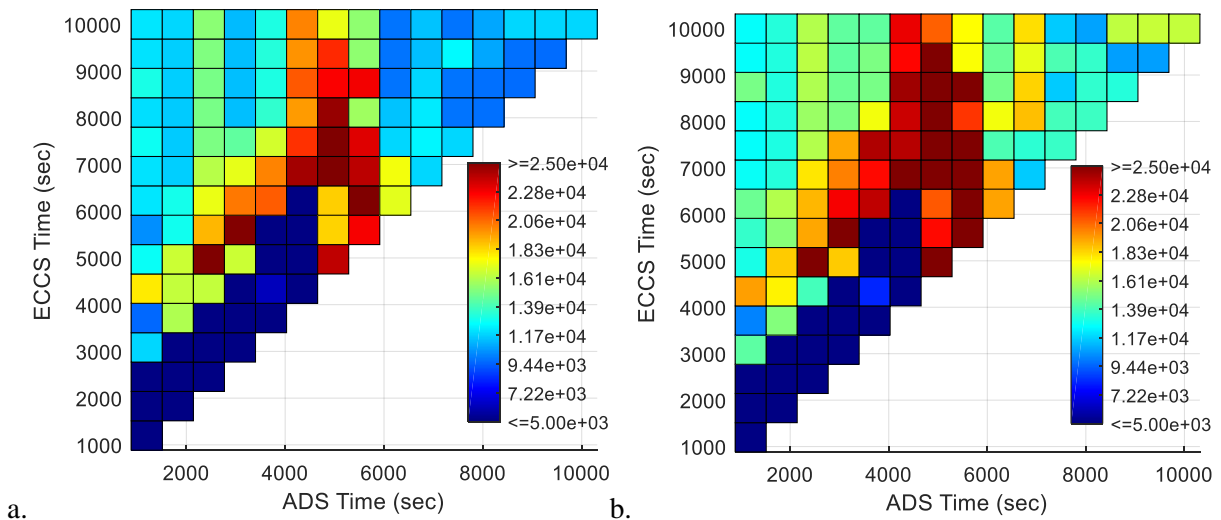 10000
9000
8000
7000
6000
5000
4000
3000
2000
1000
ECCS Time (sec)
2000 4000 6000 8000 10000
ADS Time (sec)
>=2.50e+04
2.28e+04
2.06e+04
1.83e+04
1.61e+04
1.39e+04
1.17e+04
9.44e+03
7.22e+03
<=5.00e+03
a.
10000
9000
8000
7000
6000
5000
4000
3000
2000
1000
ECCS Time (sec)
2000 4000 6000 8000 10000
ADS Time (sec)
>=2.50e+04
2.28e+04
2.06e+04
1.83e+04
1.61e+04
1.39e+04
1.17e+04
9.44e+03
7.22e+03
<=5.00e+03
b.